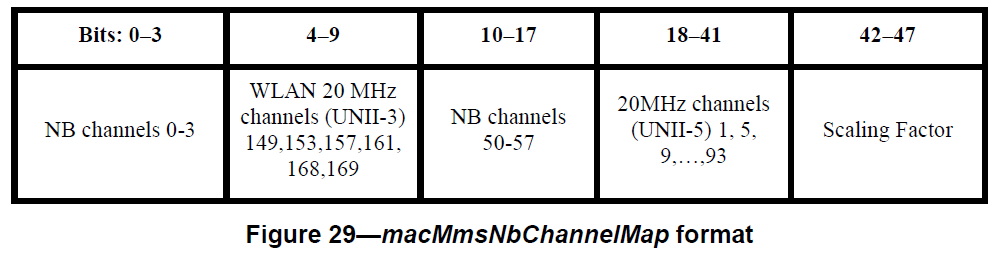 Bits: 0–3
4–9
10–17
18–41
42–47
NB channels 0-3
WLAN 20 MHz
channels (UNII-3)
149,153,157,161,
168,169
NB channels
50-57
20MHz channels
(UNII-5) 1, 5,
9,…,93
Scaling Factor
Figure 29—macMmsNbChannelMap format